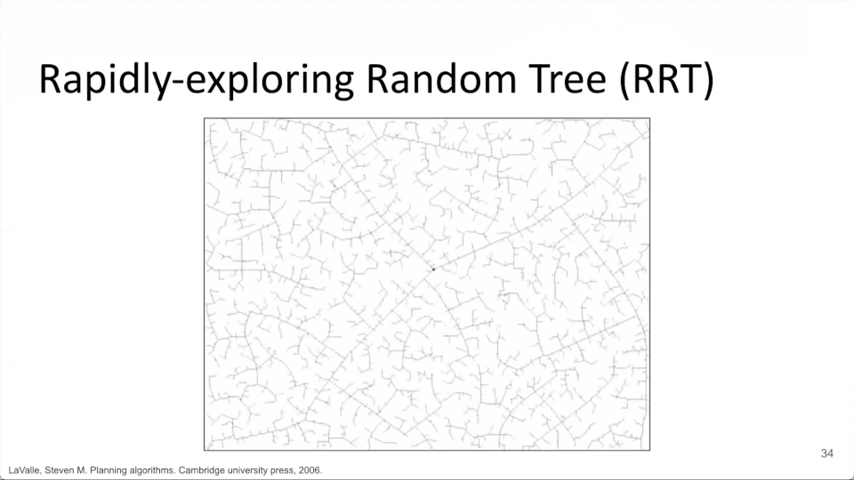 Rapidly-exploring Random Tree (RRT)
34
LaValle, Steven M. Planning algorithms. Cambridge university press, 2006.